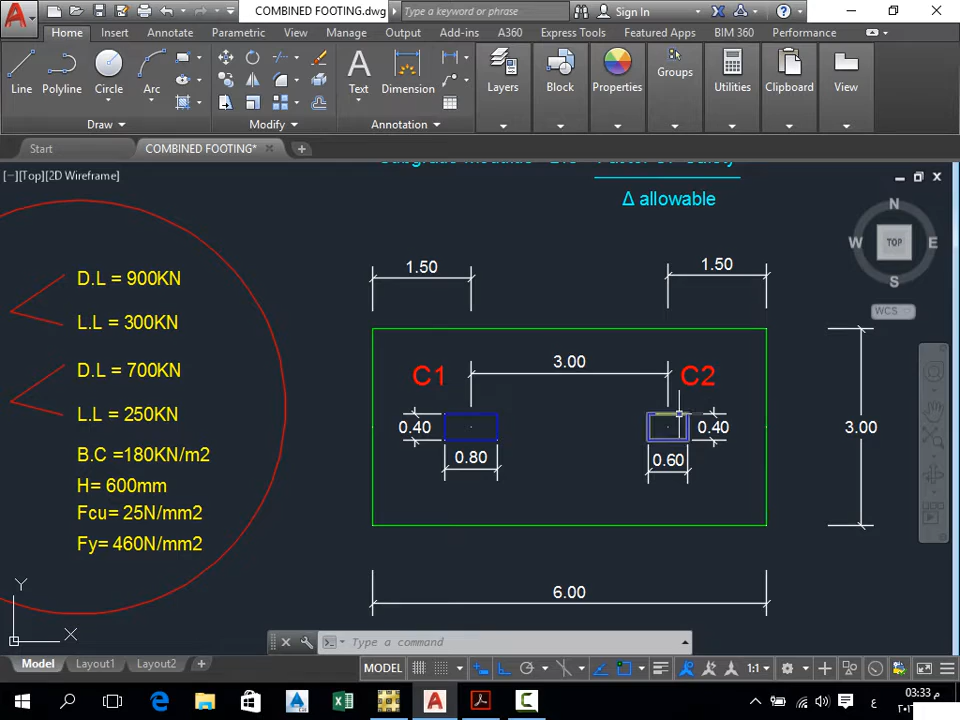 COMBINED FOOTING.dwg
Type a keyword or phrase
Sign In
Home Insert Annotate Parametric View Manage Output Add-ins A360 Express Tools Featured Apps BIM 360 Performance
Line Polyline Circle Arc
Text Dimension
Layers Block Properties Groups Utilities Clipboard View
Draw Modify Annotation
Start COMBINED FOOTING*
[−][Top][2D Wireframe]
Δ allowable
N
W TOP E
S
WCS
D.L = 900KN
L.L = 300KN
D.L = 700KN
L.L = 250KN
B.C =180KN/m2
H= 600mm
Fcu= 25N/mm2
Fy= 460N/mm2
1.50 1.50
3.00
C1 C2
0.40 0.40 3.00
0.80 0.60
6.00
Y
X
Type a command
Model Layout1 Layout2
MODEL 1:1
03:33 م
ع